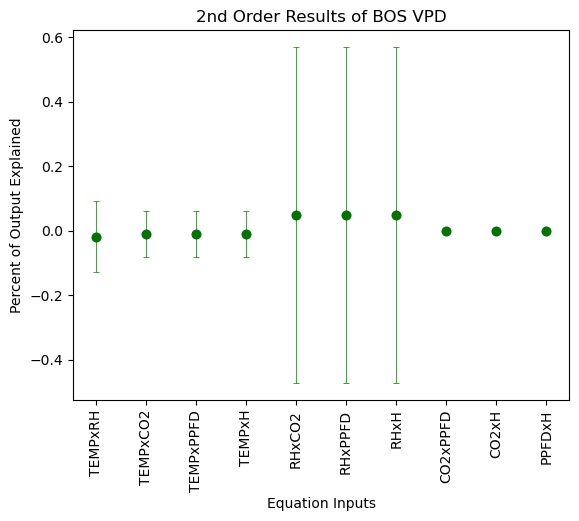 2nd Order Results of BOS VPD
Percent of Output Explained
0.6
0.4
0.2
0.0
−0.2
−0.4
TEMPxRH
TEMPxCO2
TEMPxPPFD
TEMPxH
RHxCO2
RHxPPFD
RHxH
CO2xPPFD
CO2xH
PPFDxH
Equation Inputs